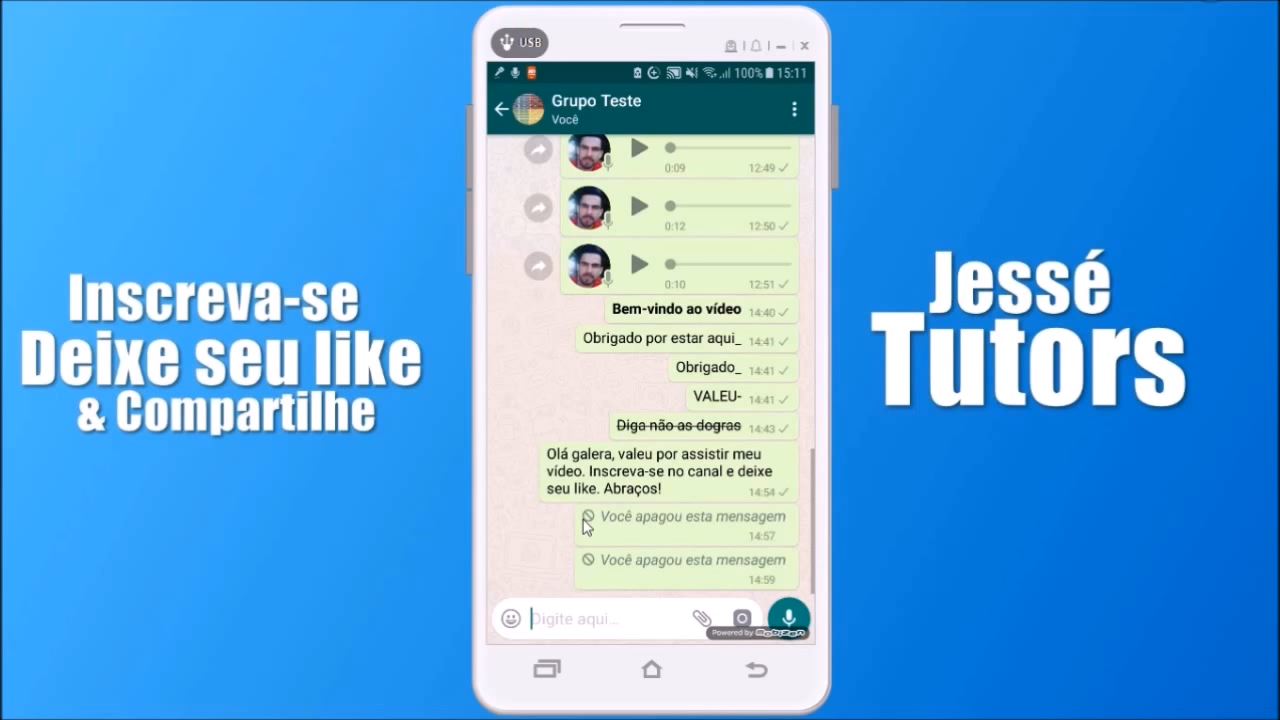 Inscreva-se
Deixe seu like
& Compartilhe
USB
100% 15:11
Grupo Teste
Você
0:09 12:49
0:12 12:50
0:10 12:51
Bem-vindo ao vídeo 14:40
Obrigado por estar aqui_ 14:41
Obrigado_ 14:41
VALEU- 14:41
Diga não as dogras 14:43
Olá galera, valeu por assistir meu
vídeo. Inscreva-se no canal e deixe
seu like. Abraços! 14:54
Você apagou esta mensagem
14:57
Você apagou esta mensagem
14:59
Digite aqui...
Powered by Mobizen
Jessé
Tutors